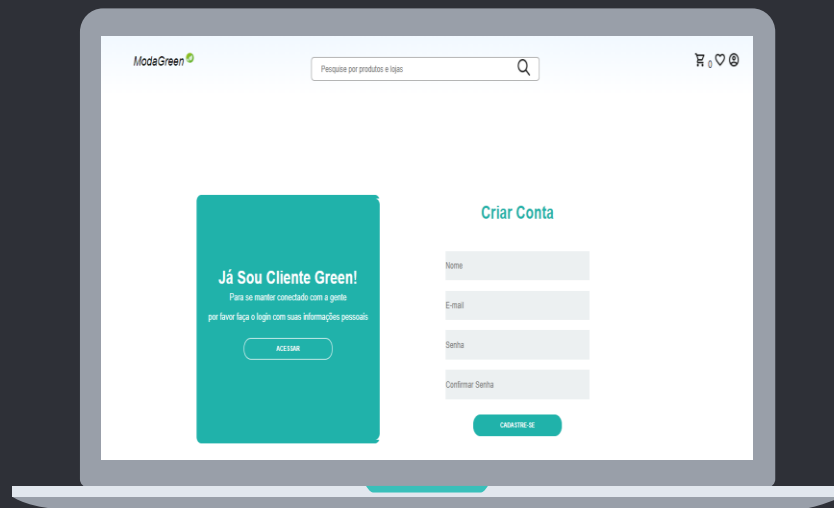 ModaGreen
Pesquise por produtos e lojas
0
Já Sou Cliente Green!
Para se manter conectado com a gente
por favor faça o login com suas informações pessoais
ACESSAR
Criar Conta
Nome
E-mail
Senha
Confirmar Senha
CADASTRE-SE